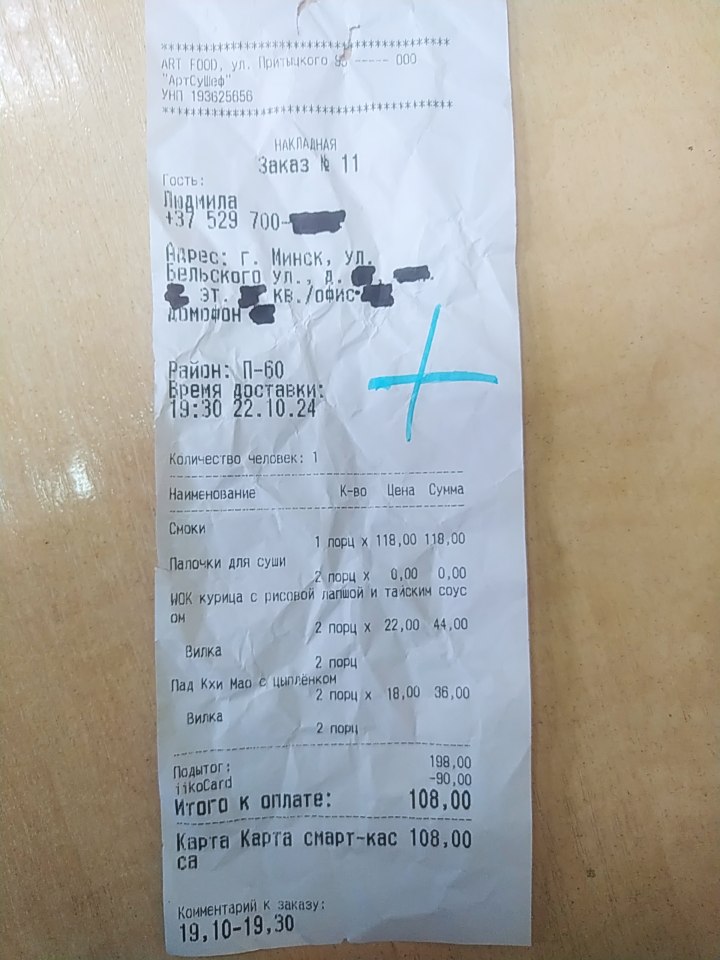 ************************************
ART FOOD, ул. Притыцкого ----- ООО
"АртСуШеф"
УНП 193625656
************************************
НАКЛАДНАЯ
Заказ № 11
Гость:
Людмила
+37 529 700-
Адрес: г. Минск, ул.
Бельского ул., д.
эт. кв./офис
домофон
Район: П-60
Время доставки:
19:30 22.10.24
Количество человек: 1
Наименование К-во Цена Сумма
Смоки
1 порц x 118,00 118,00
Палочки для суши
2 порц x 0,00 0,00
WOK курица с рисовой лапшой и тайским соус
ом
2 порц x 22,00 44,00
Вилка
2 порц
Пад Кхи Мао с цыплёнком
2 порц x 18,00 36,00
Вилка
2 порц
Подытог: 198,00
iikoCard -90,00
Итого к оплате: 108,00
Карта Карта смарт-кас 108,00
са
Комментарий к заказу:
19,10-19,30